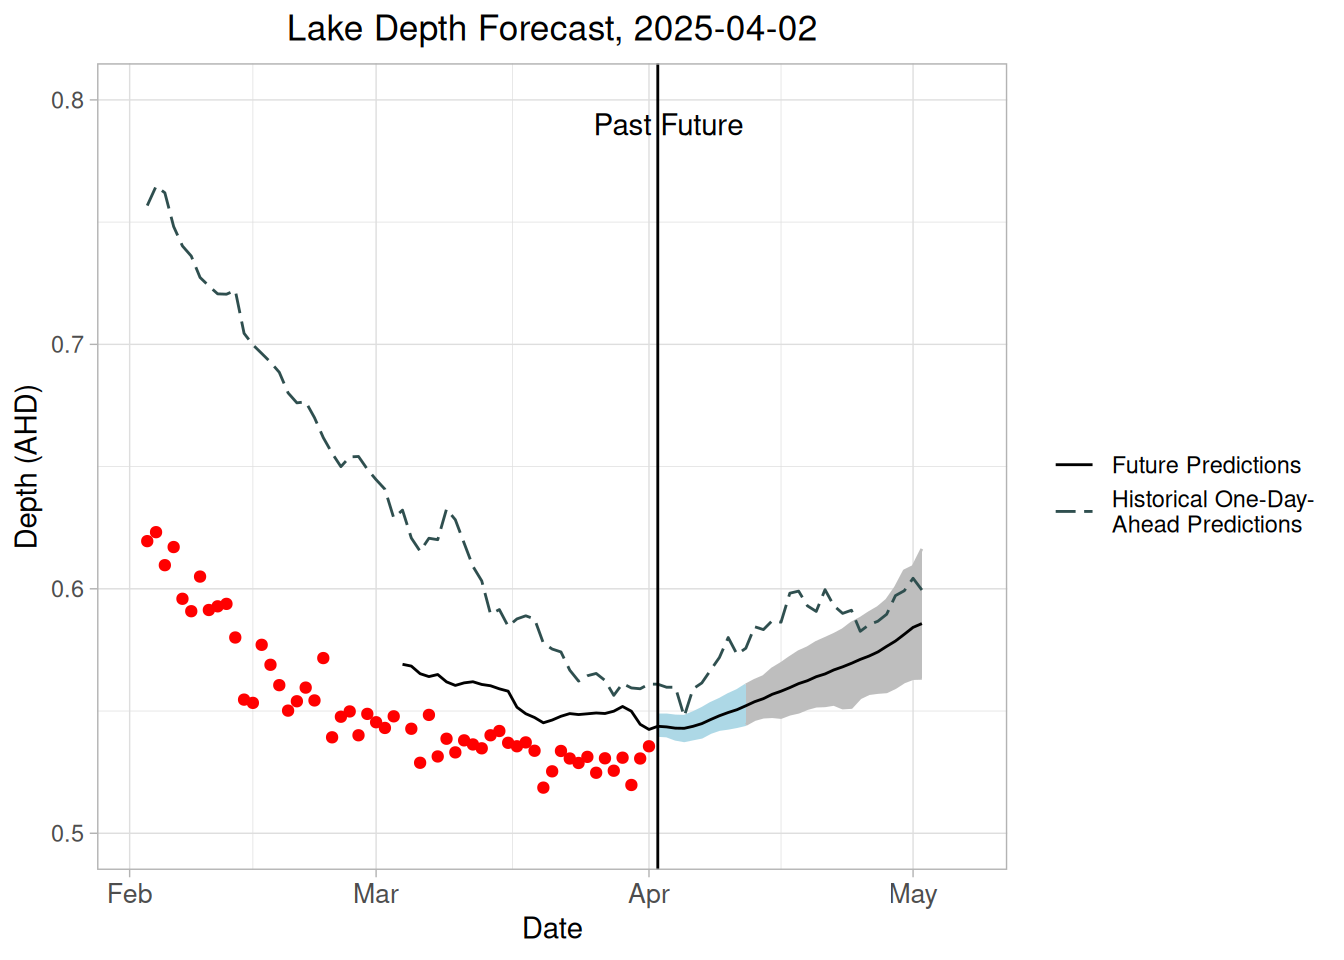 Lake Depth Forecast, 2025-04-02
Past Future
0.8
0.7
0.6
0.5
Depth (AHD)
Feb Mar Apr May
Date
Future Predictions
Historical One-Day-
Ahead Predictions